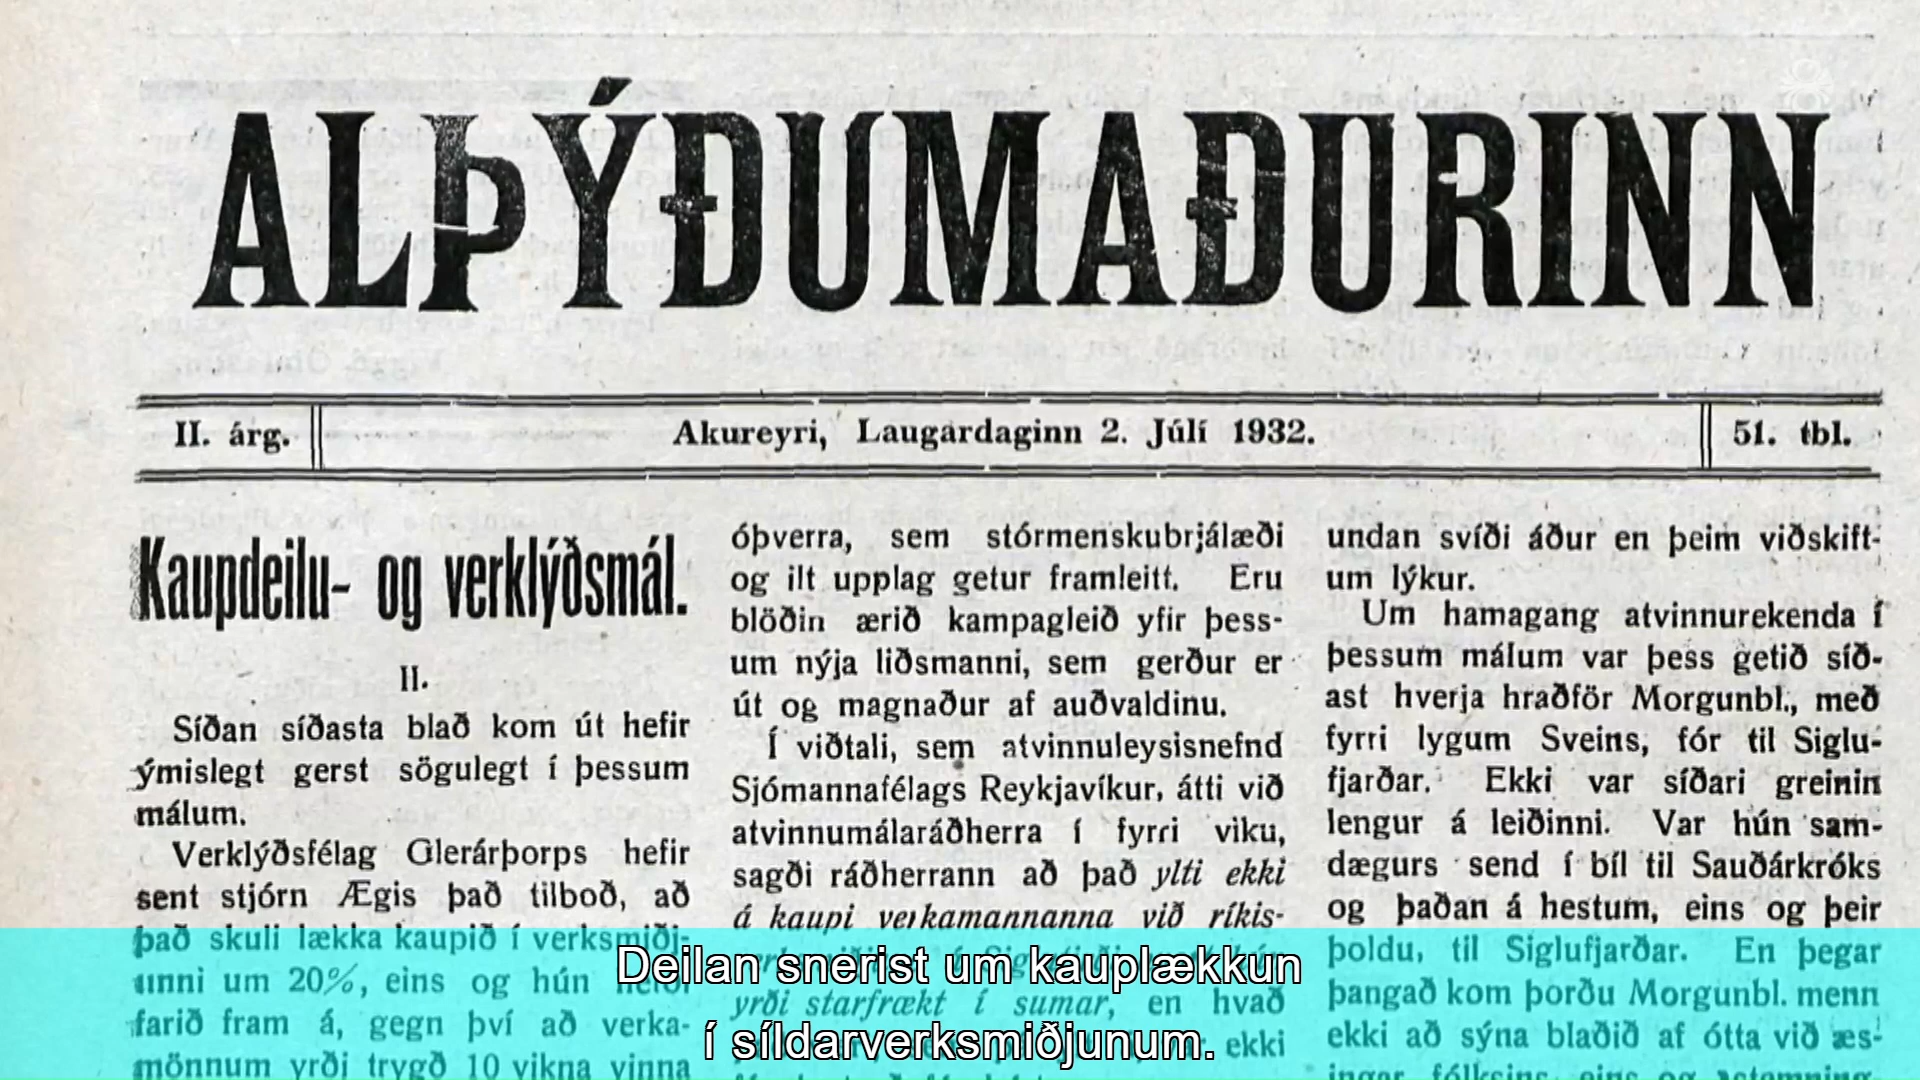 ALÞÝÐUMAÐURINN
II. árg.
Akureyri, Laugardaginn 2. Júlí 1932.
51. tbl.
Kaupdeilu- og verklýðsmál.
II.
Síðan síðasta blað kom út hefir
ýmislegt gerst sögulegt í þessum
málum.
Verklýðsfélag Glerárþorps hefir
sent stjórn Ægis það tilboð, að
það skuli lækka kaupið í verksmiðj-
unni um 20%, eins og hún hefði
farið fram á, gegn því að verka-
mönnum yrði trygð 10 vikna vinna
óþverra, sem stórmenskubrjálæði
og ilt upplag getur framleitt. Eru
blöðin ærið kampagleið yfir þess-
um nýja liðsmanni, sem gerður er
út og magnaður af auðvaldinu.
Í viðtali, sem atvinnuleysisnefnd
Sjómannafélags Reykjavíkur, átti við
atvinnumálaráðherra í fyrri viku,
sagði ráðherrann að það ylti ekki
á kaupi verkamannanna við ríkis-
yrði starfrækt í sumar, en hvað
ekki
undan svíði áður en þeim viðskift-
um lýkur.
Um hamagang atvinnurekenda í
þessum málum var þess getið síð-
ast hverja hraðför Morgunbl., með
fyrri lygum Sveins, fór til Siglu-
fjarðar. Ekki var síðari greinin
lengur á leiðinni. Var hún sam-
dægurs send í bíl til Sauðárkróks
og þaðan á hestum, eins og þeir
þoldu, til Siglufjarðar. En þegar
þangað kom þorðu Morgunbl. menn
ekki að sýna blaðið af ótta við æs-
ingar fólksins, eins og
Deilan snerist um kauplækkun
í síldarverksmiðjunum.